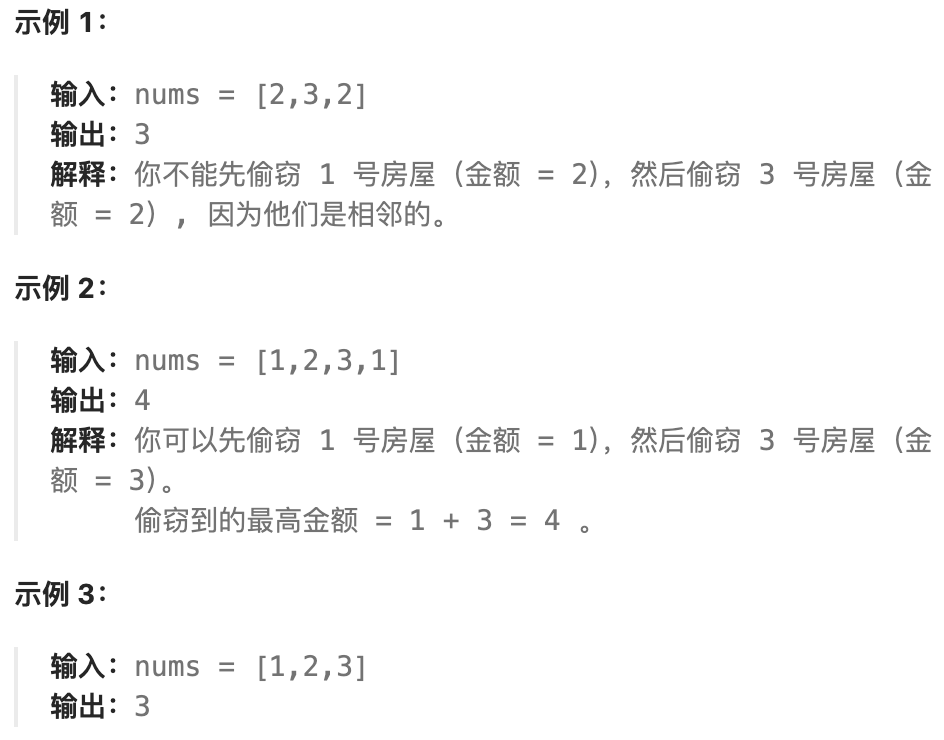 示例 1：
输入：nums = [2,3,2]
输出：3
解释：你不能先偷窃 1 号房屋（金额 = 2），然后偷窃 3 号房屋（金
额 = 2）, 因为他们是相邻的。
示例 2：
输入：nums = [1,2,3,1]
输出：4
解释：你可以先偷窃 1 号房屋（金额 = 1），然后偷窃 3 号房屋（金
额 = 3）。
偷窃到的最高金额 = 1 + 3 = 4 。
示例 3：
输入：nums = [1,2,3]
输出：3